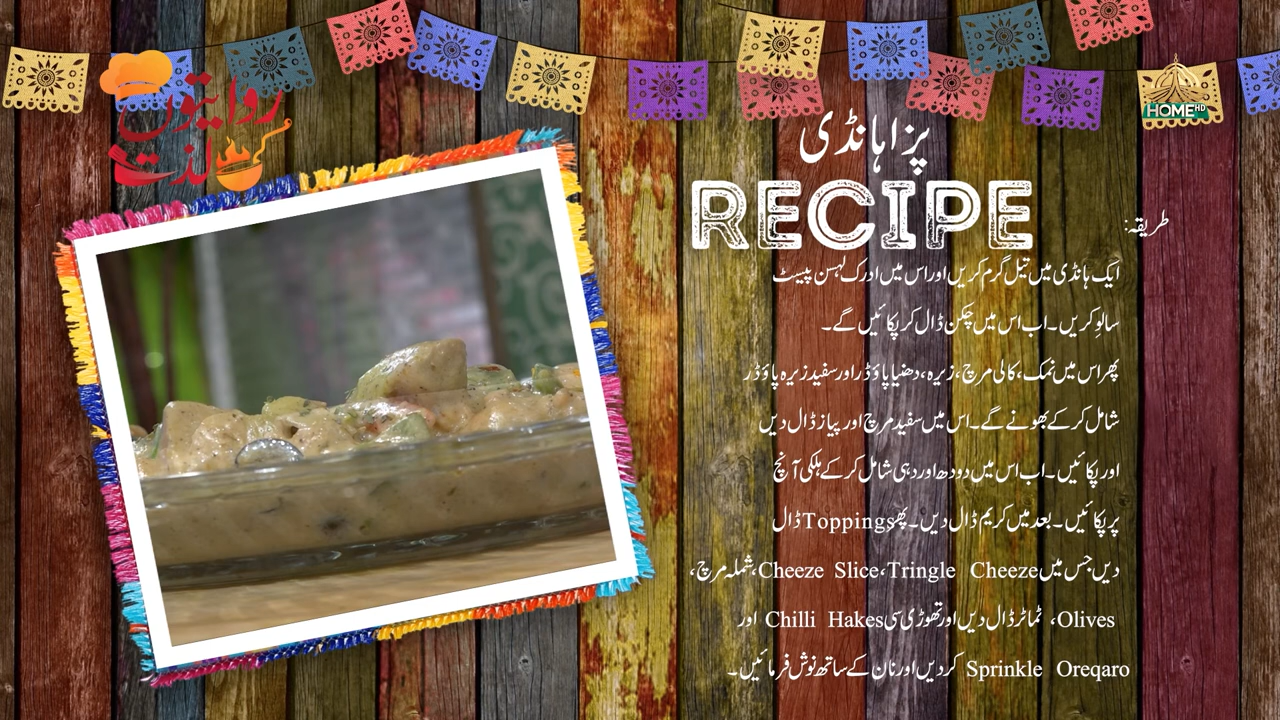 روایتوں
کی لذت
HOME HD
پزا ہانڈی
RECIPE
طریقہ:
ایک ہانڈی میں تیل گرم کریں اور اس میں ادرک لہسن پیسٹ
سالوِ کریں۔ اب اس میں چکن ڈال کر پکائیں گے۔
پھر اس میں نمک، کالی مرچ، زیرہ، دھنیا پاؤڈر اور سفید زیرہ پاؤڈر
شامل کر کے بھونے گے۔ اس میں سفید مرچ اور پیاز ڈال دیں
اور پکائیں۔ اب اس میں دودھ اور دہی شامل کر کے ہلکی آنچ
پر پکائیں۔ بعد میں کریم ڈال دیں۔ پھر Toppings ڈال
دیں جس میں Cheeze Slice، Tringle Cheeze، شملہ مرچ،
Olives، ٹماٹر ڈال دیں اور تھوڑی سی Chilli Hakes اور
Sprinkle Oreqaro کر دیں اور نان کے ساتھ نوش فرمائیں۔